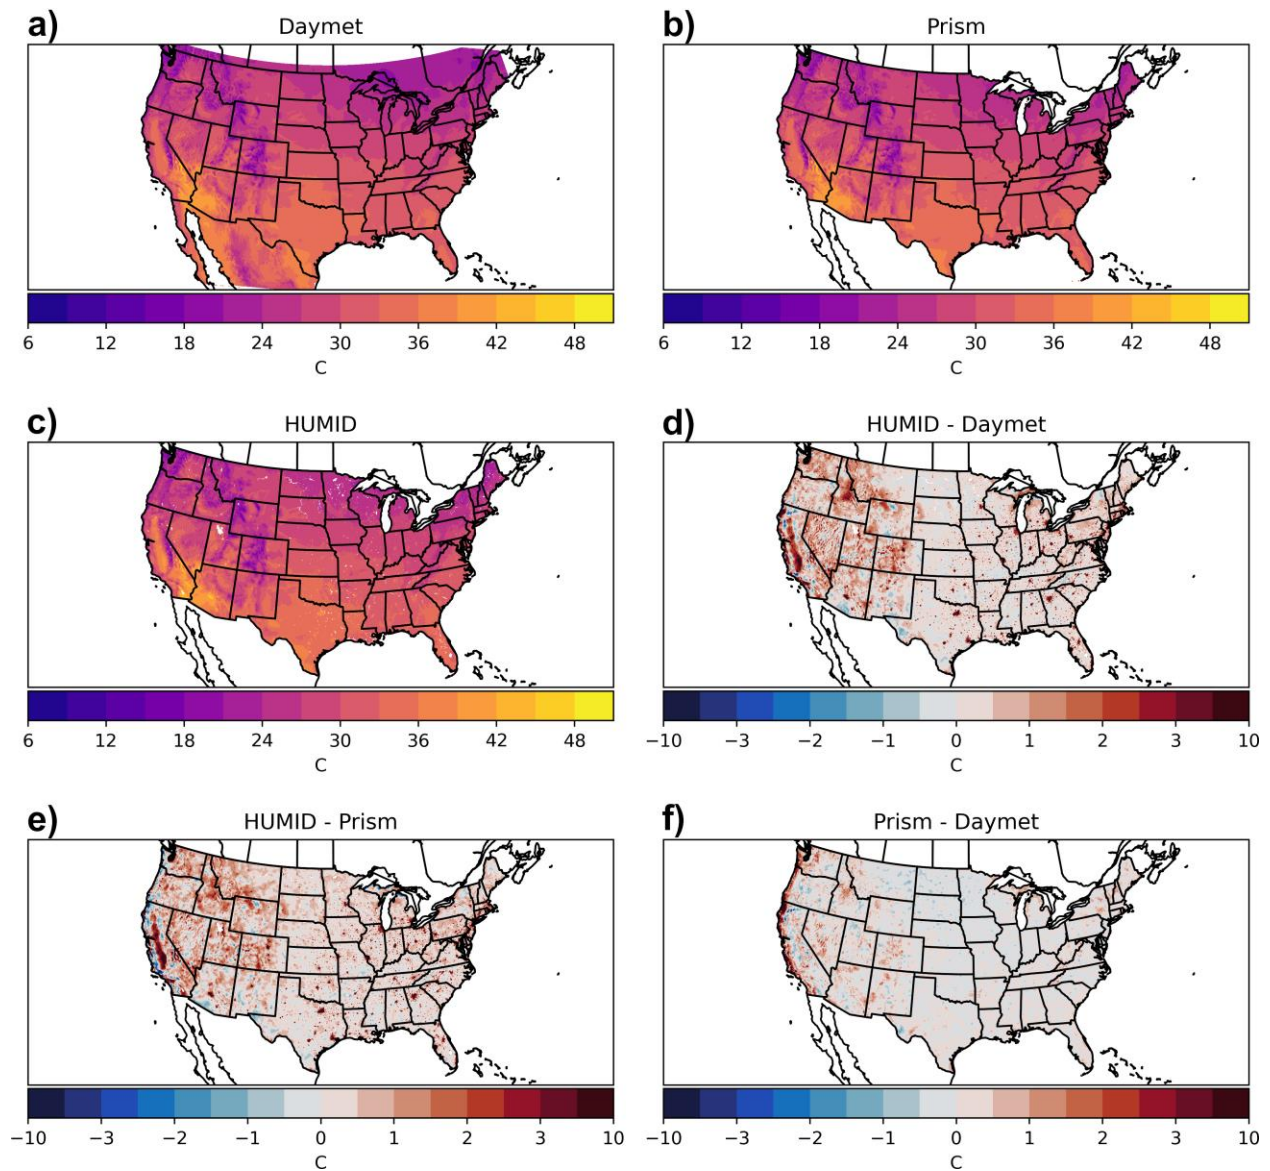 a)
Daymet
6 12 18 24 30 36 42 48
C
b)
Prism
6 12 18 24 30 36 42 48
C
c)
HUMID
6 12 18 24 30 36 42 48
C
d)
HUMID - Daymet
−10 −3 −2 −1 0 1 2 3 10
C
e)
HUMID - Prism
−10 −3 −2 −1 0 1 2 3 10
C
f)
Prism - Daymet
−10 −3 −2 −1 0 1 2 3 10
C